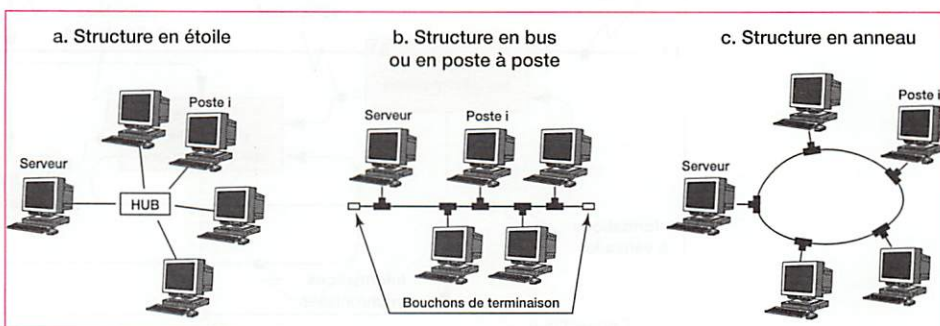 a. Structure en étoile
Poste i
Serveur
HUB
b. Structure en bus
ou en poste à poste
Serveur
Poste i
Bouchons de terminaison
c. Structure en anneau
Poste i
Serveur